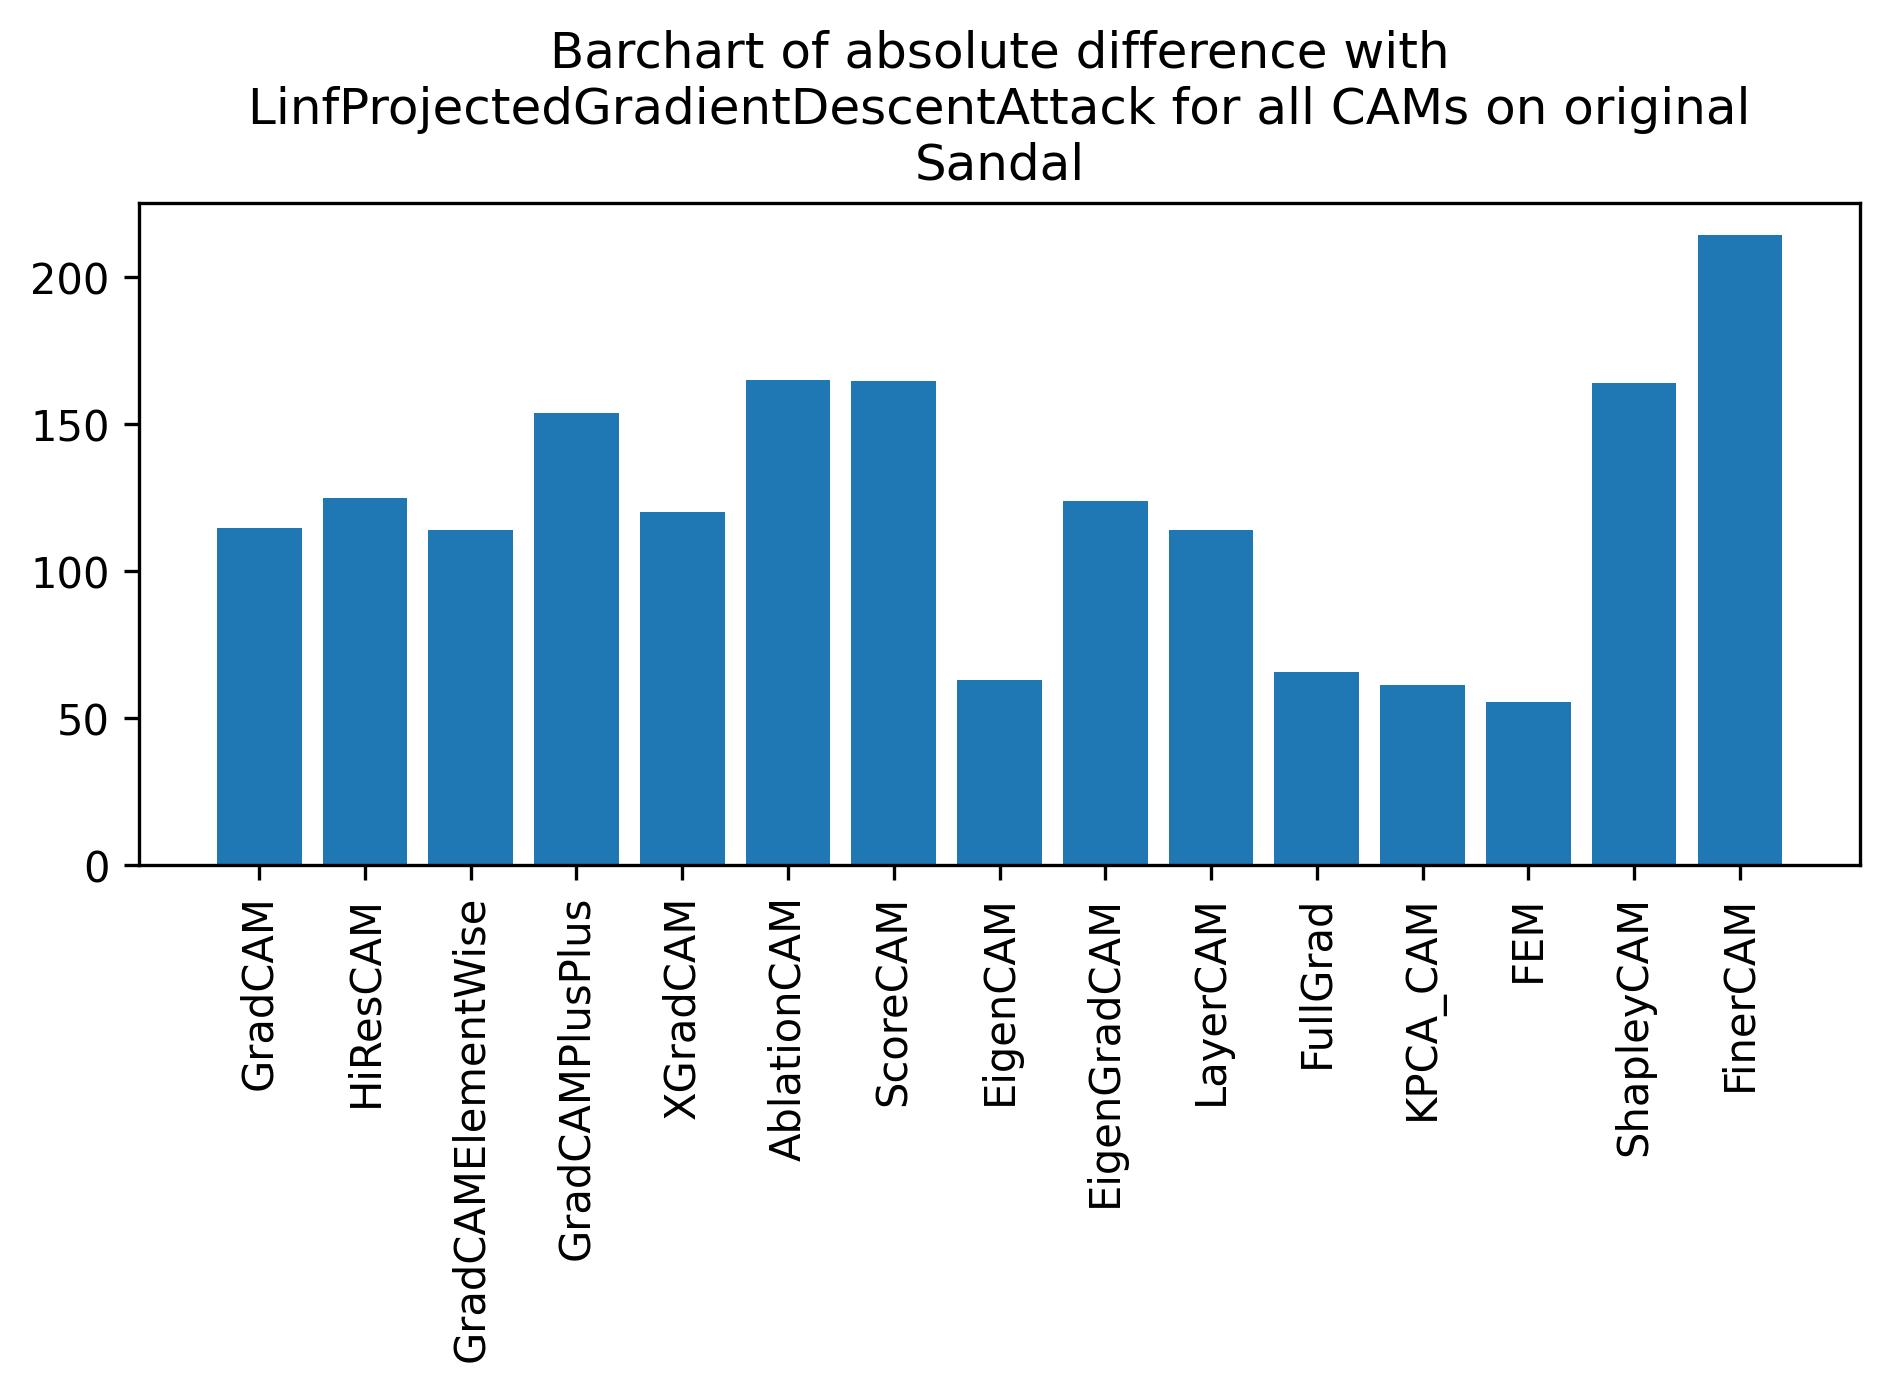 Barchart of absolute difference with
LinfProjectedGradientDescentAttack for all CAMs on original
Sandal
200
150
100
50
0
GradCAM
HiResCAM
GradCAMElementWise
GradCAMPlusPlus
XGradCAM
AblationCAM
ScoreCAM
EigenCAM
EigenGradCAM
LayerCAM
FullGrad
KPCA_CAM
FEM
ShapleyCAM
FinerCAM